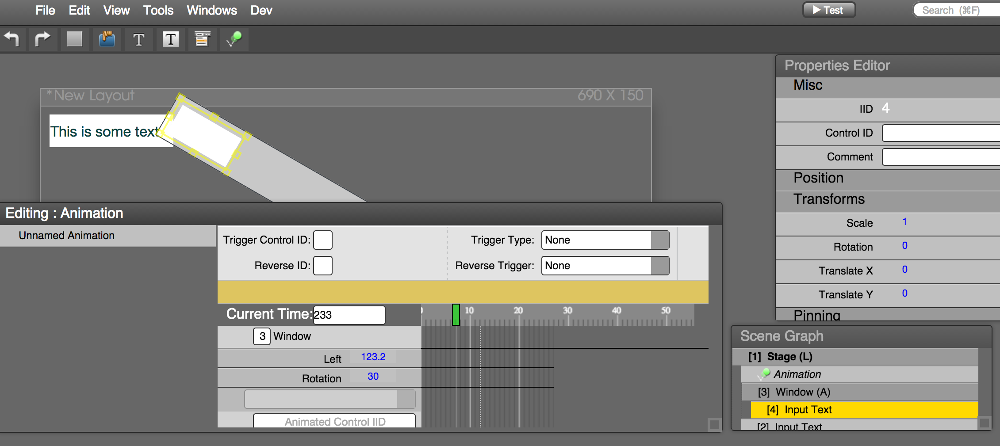 File Edit View Tools Windows Dev
Test
Search (⌘F)
T T
*New Layout
690 X 150
This is some text
Properties Editor
Misc
IID 4
Control ID
Comment
Position
Transforms
Scale 1
Rotation 0
Translate X 0
Translate Y 0
Pinning
Editing : Animation
Unnamed Animation
Trigger Control ID:
Trigger Type: None
Reverse ID:
Reverse Trigger: None
Current Time: 233
10 20 30 40 50
3 Window
Left 123.2
Rotation 30
Animated Control IID
Scene Graph
[1] Stage (L)
Animation
[3] Window (A)
[4] Input Text
[2] Input Text